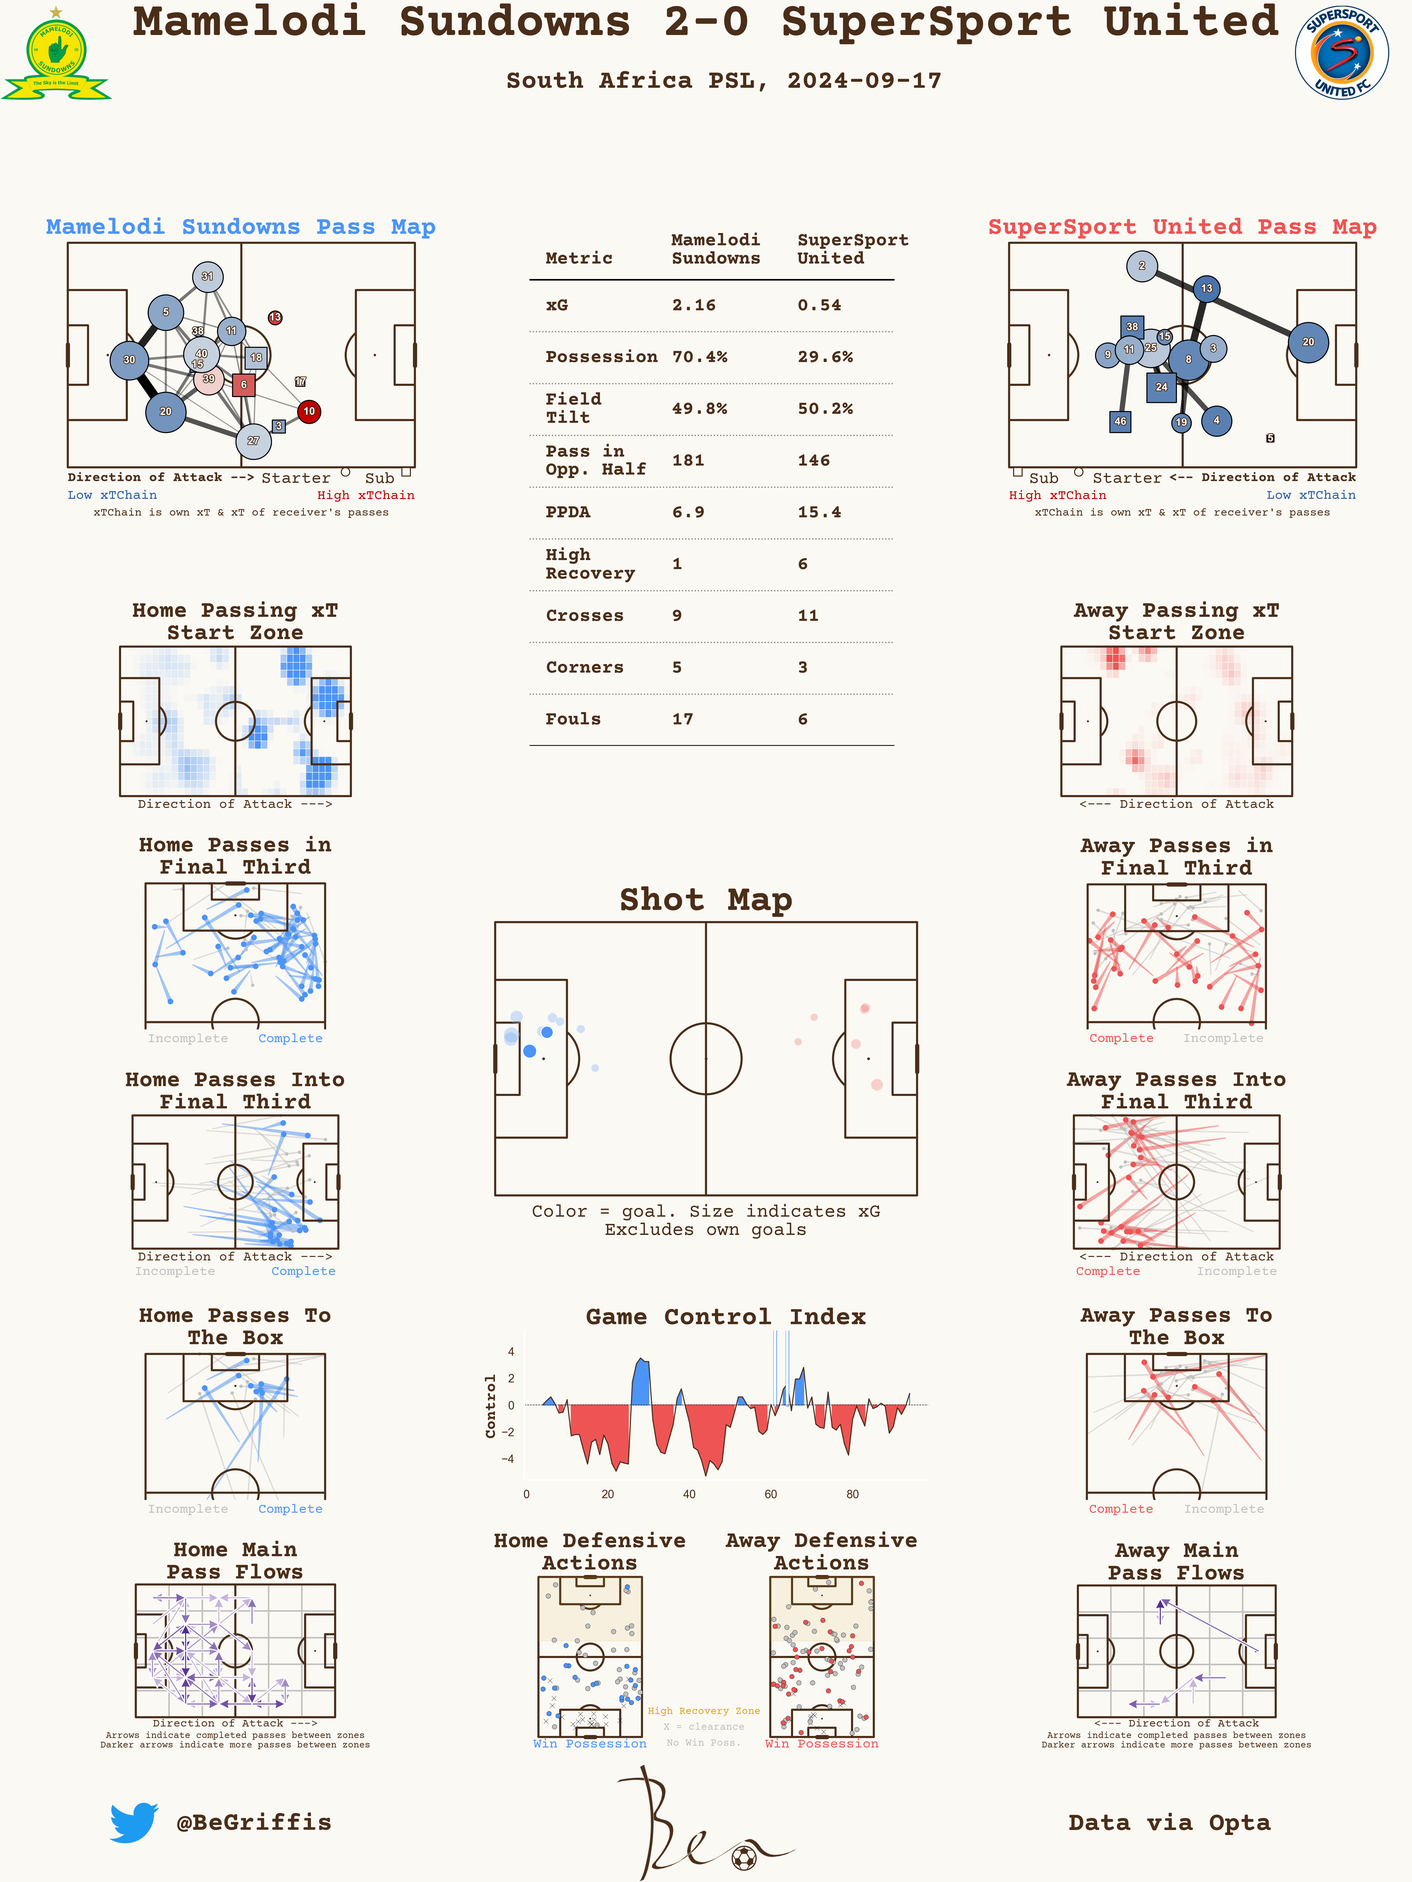 Mamelodi Sundowns 2-0 SuperSport United
South Africa PSL, 2024-09-17
MAMELODI
SUNDOWNS
The Sky is the Limit
SUPERSPORT
UNITED FC
Mamelodi Sundowns Pass Map
31
5
38
11
13
30
40
15
18
39
6
17
20
10
3
27
Direction of Attack --> Starter Sub
Low xTChain High xTChain
xTChain is own xT & xT of receiver's passes
Metric Mamelodi Sundowns SuperSport United
xG 2.16 0.54
Possession 70.4% 29.6%
Field Tilt 49.8% 50.2%
Pass in Opp. Half 181 146
PPDA 6.9 15.4
High Recovery 1 6
Crosses 9 11
Corners 5 3
Fouls 17 6
SuperSport United Pass Map
2
13
38
15
20
9
11
25
8
3
24
46
19
4
5
Sub Starter <-- Direction of Attack
High xTChain Low xTChain
xTChain is own xT & xT of receiver's passes
Home Passing xT
Start Zone
Direction of Attack --->
Away Passing xT
Start Zone
<--- Direction of Attack
Home Passes in
Final Third
Incomplete Complete
Away Passes in
Final Third
Complete Incomplete
Shot Map
Color = goal. Size indicates xG
Excludes own goals
Home Passes Into
Final Third
Direction of Attack --->
Incomplete Complete
Away Passes Into
Final Third
<--- Direction of Attack
Complete Incomplete
Home Passes To
The Box
Incomplete Complete
Game Control Index
Control
4
2
0
−2
−4
0 20 40 60 80
Away Passes To
The Box
Complete Incomplete
Home Main
Pass Flows
Direction of Attack --->
Arrows indicate completed passes between zones
Darker arrows indicate more passes between zones
Home Defensive
Actions
Win Possession
High Recovery Zone
X = clearance
No Win Poss.
Away Defensive
Actions
Win Possession
Away Main
Pass Flows
<--- Direction of Attack
Arrows indicate completed passes between zones
Darker arrows indicate more passes between zones
@BeGriffis
Ben
Data via Opta